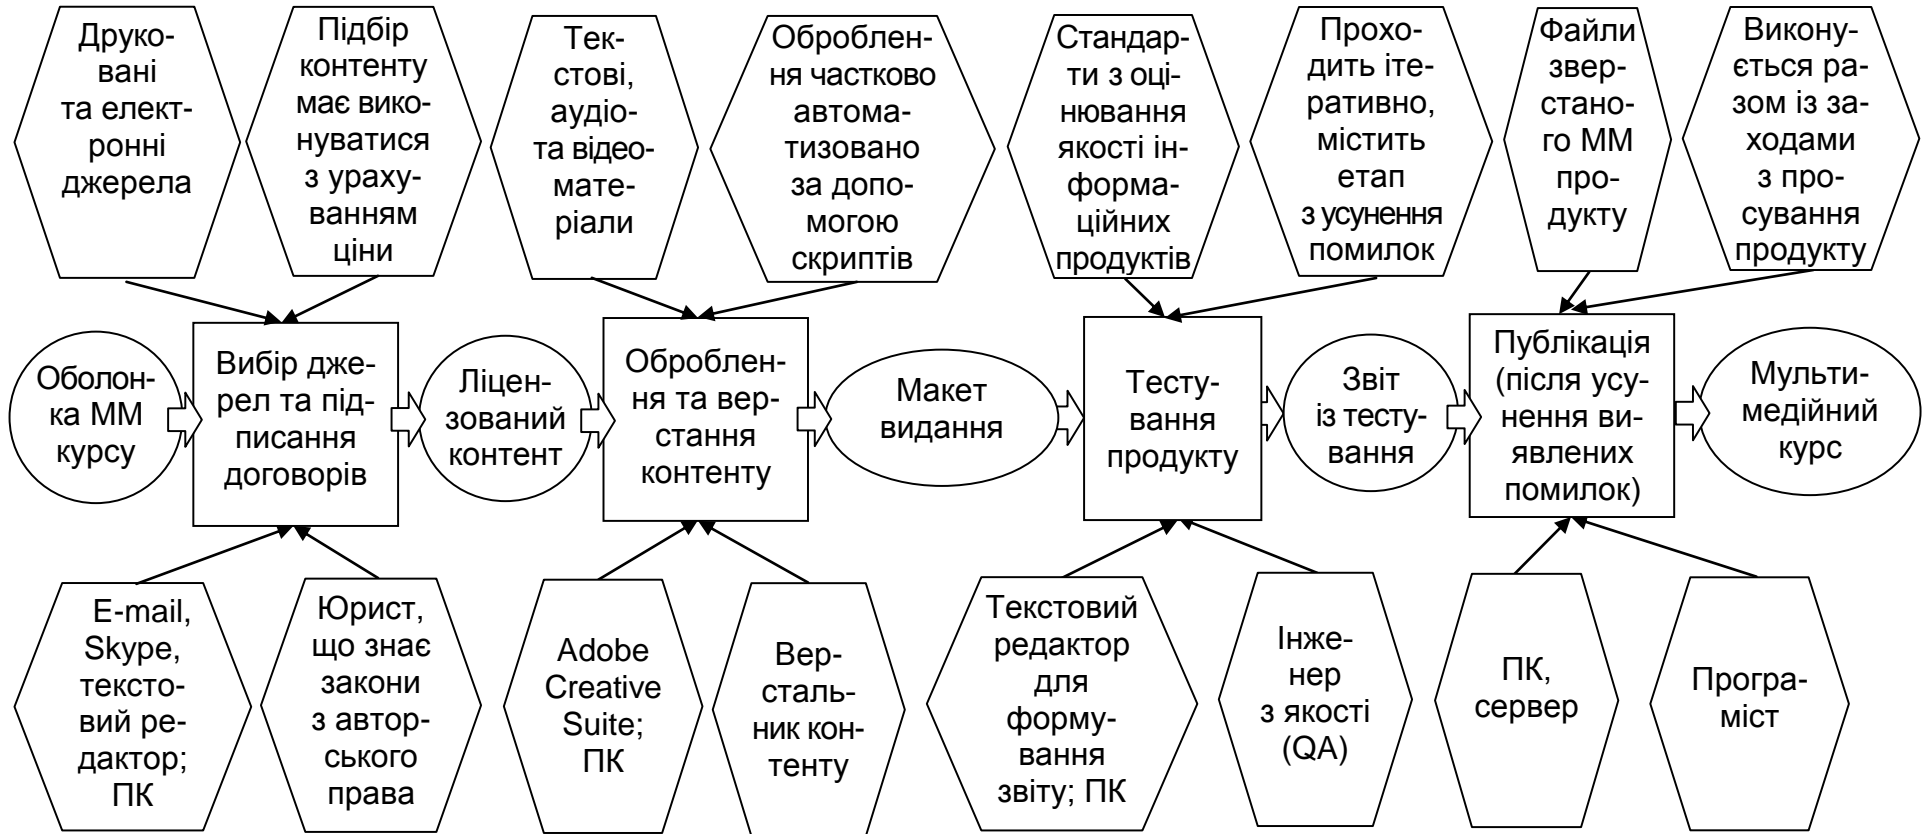 Друко-
вані
та елект-
ронні
джерела
Підбір
контенту
має вико-
нуватися
з ураху-
ванням
ціни
Тек-
стові,
аудіо-
та відео-
мате-
ріали
Оброблен-
ня частково
автома-
тизовано
за допо-
могою
скриптів
Стандар-
ти з оці-
нювання
якості ін-
форма-
ційних
продуктів
Прохо-
дить іте-
ративно,
містить
етап
з усунення
помилок
Файли
звер-
стано-
го ММ
про-
дукту
Викону-
ється ра-
зом із за-
ходами
з про-
сування
продукту
Оболон-
ка ММ
курсу
Вибір дже-
рел та під-
писання
договорів
Ліцен-
зований
контент
Оброблен-
ня та вер-
стання
контенту
Макет
видання
Тесту-
вання
продукту
Звіт
із тесту-
вання
Публікація
(після усу-
нення ви-
явлених
помилок)
Мульти-
медійний
курс
E-mail,
Skype,
тексто-
вий ре-
дактор;
ПК
Юрист,
що знає
закони
з автор-
ського
права
Adobe
Creative
Suite;
ПК
Вер-
сталь-
ник кон-
тенту
Текстовий
редактор
для
форму-
вання
звіту; ПК
Інже-
нер
з якості
(QA)
ПК,
сервер
Програ-
міст